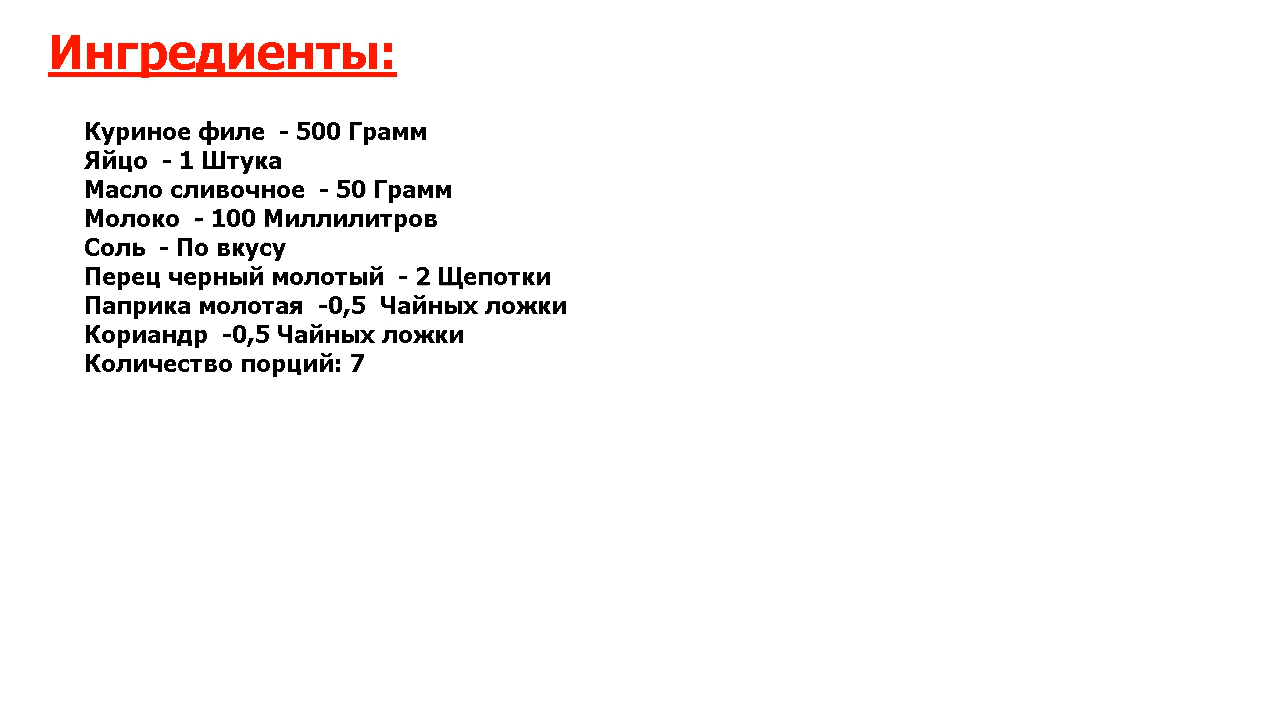 Ингредиенты:
Куриное филе  - 500 Грамм
Яйцо  - 1 Штука
Масло сливочное  - 50 Грамм
Молоко  - 100 Миллилитров
Соль  - По вкусу
Перец черный молотый  - 2 Щепотки
Паприка молотая  -0,5  Чайных ложки
Кориандр  -0,5 Чайных ложки
Количество порций: 7